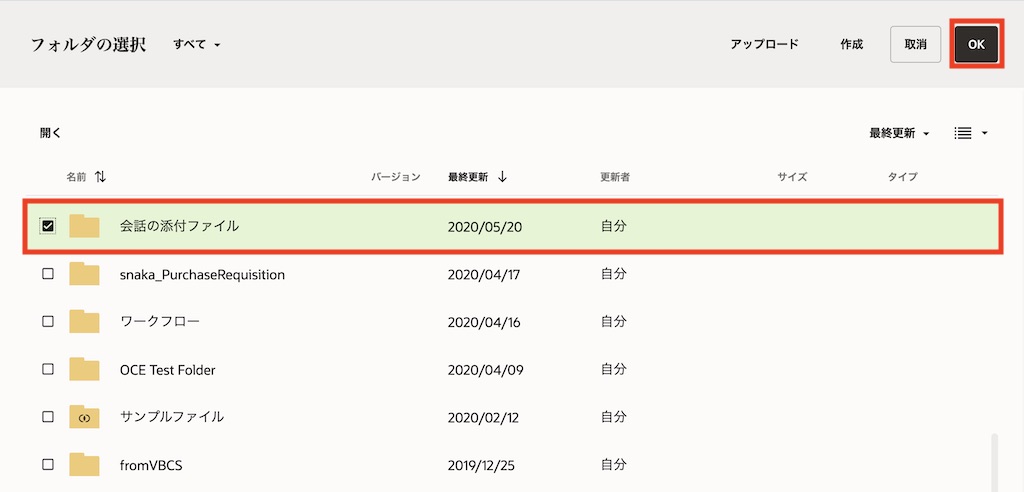 フォルダの選択 すべて アップロード 作成 取消 OK
開く 最終更新
名前 バージョン 最終更新 更新者 サイズ タイプ
会話の添付ファイル 2020/05/20 自分
snaka_PurchaseRequisition 2020/04/17 自分
ワークフロー 2020/04/16 自分
OCE Test Folder 2020/04/09 自分
サンプルファイル 2020/02/12 自分
fromVBCS 2019/12/25 自分